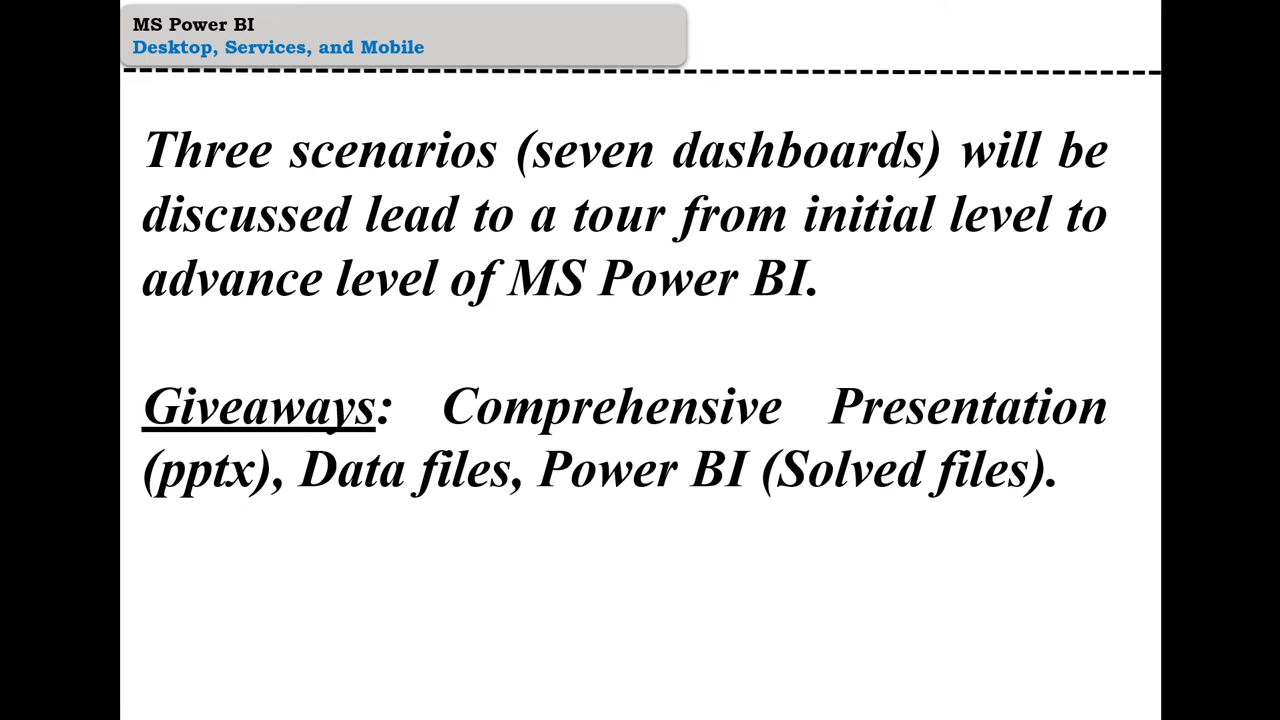 MS Power BI
Desktop, Services, and Mobile
Three scenarios (seven dashboards) will be
discussed lead to a tour from initial level to
advance level of MS Power BI.
Giveaways: Comprehensive Presentation
(pptx), Data files, Power BI (Solved files).